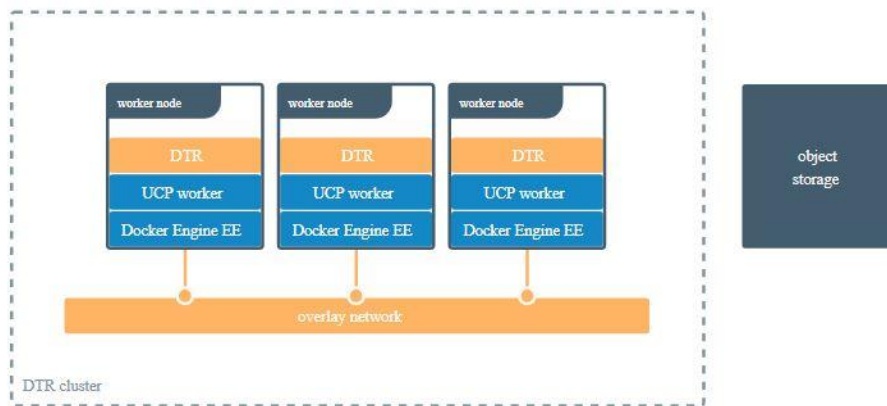 worker node
worker node
worker node
DTR
DTR
DTR
UCP worker
UCP worker
UCP worker
Docker Engine EE
Docker Engine EE
Docker Engine EE
overlay network
DTR cluster
object
storage